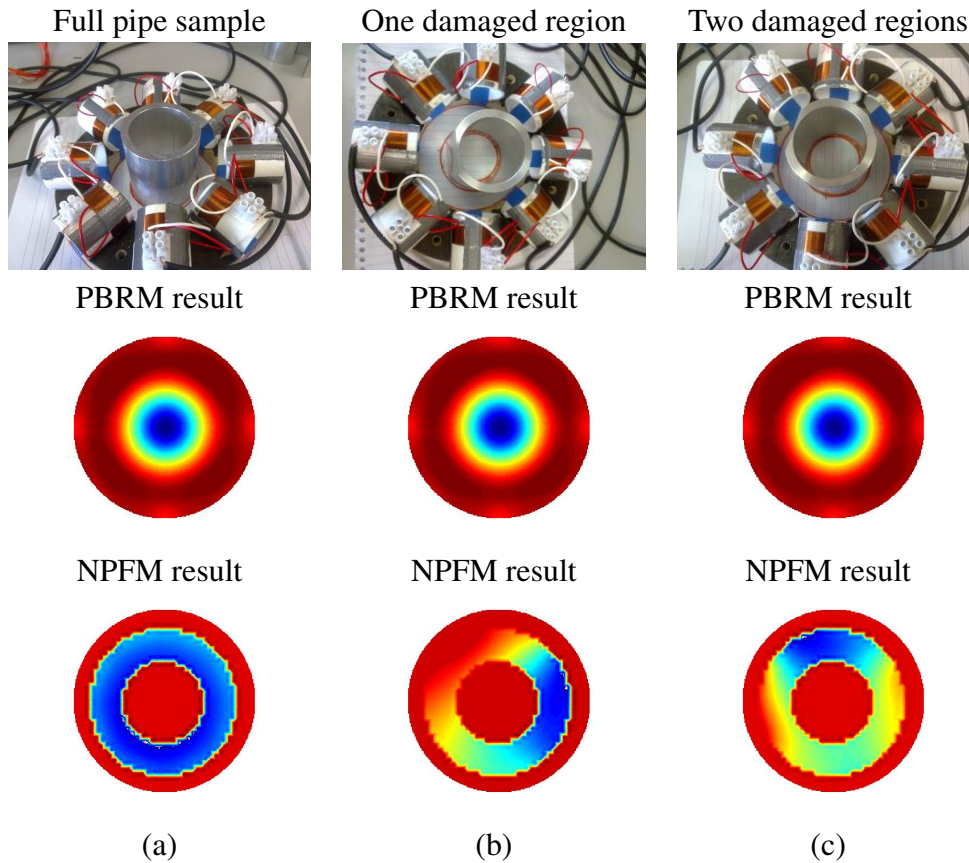 Full pipe sample
One damaged region
Two damaged regions
PBRM result
PBRM result
PBRM result
NPFM result
NPFM result
NPFM result
(a)
(b)
(c)